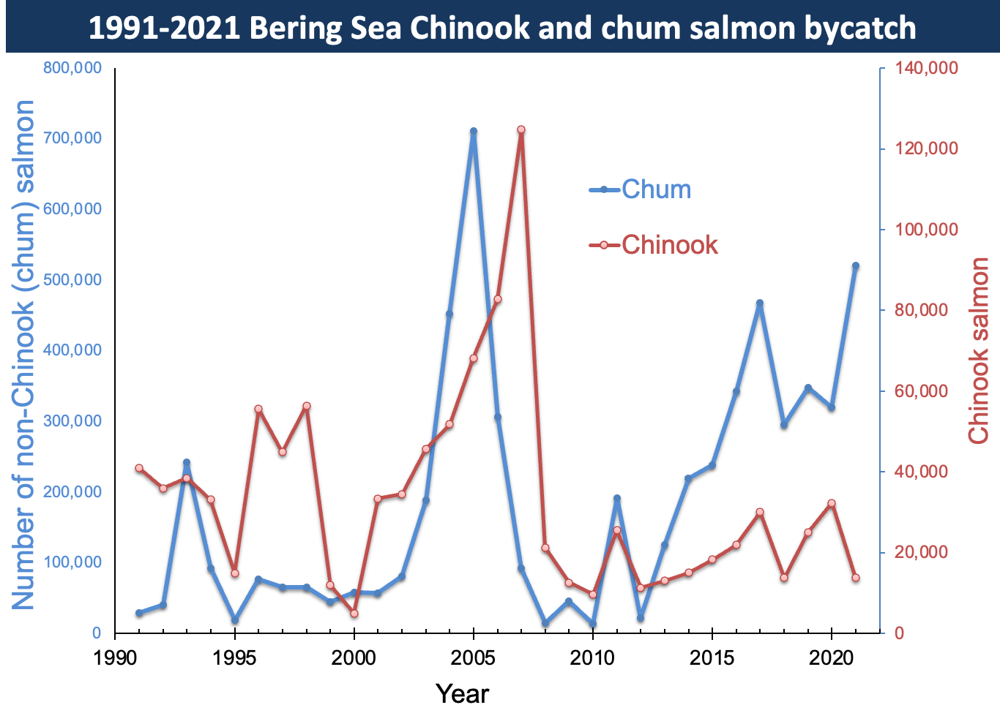 1991-2021 Bering Sea Chinook and chum salmon bycatch
Number of non-Chinook (chum) salmon
800,000
700,000
600,000
500,000
400,000
300,000
200,000
100,000
0
Chum
Chinook
140,000
120,000
100,000
80,000
60,000
40,000
20,000
0
Chinook salmon
1990 1995 2000 2005 2010 2015 2020
Year